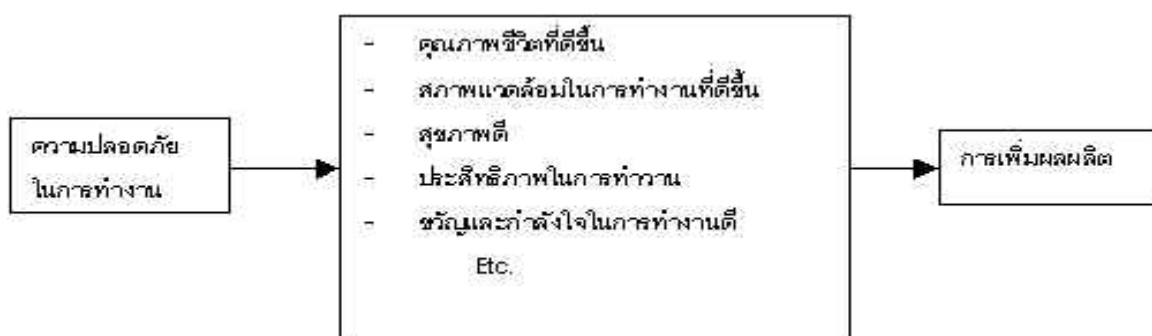 ความปลอดภัย
ในการทำงาน
- คุณภาพชีวิตที่ดีขึ้น
- สภาพแวดล้อมในการทำงานที่ดีขึ้น
- สุขภาพดี
- ประสิทธิภาพในการทำวาน
- ขวัญและกำลังใจในการทำงานดี
Etc.
การเพิ่มผลผลิต